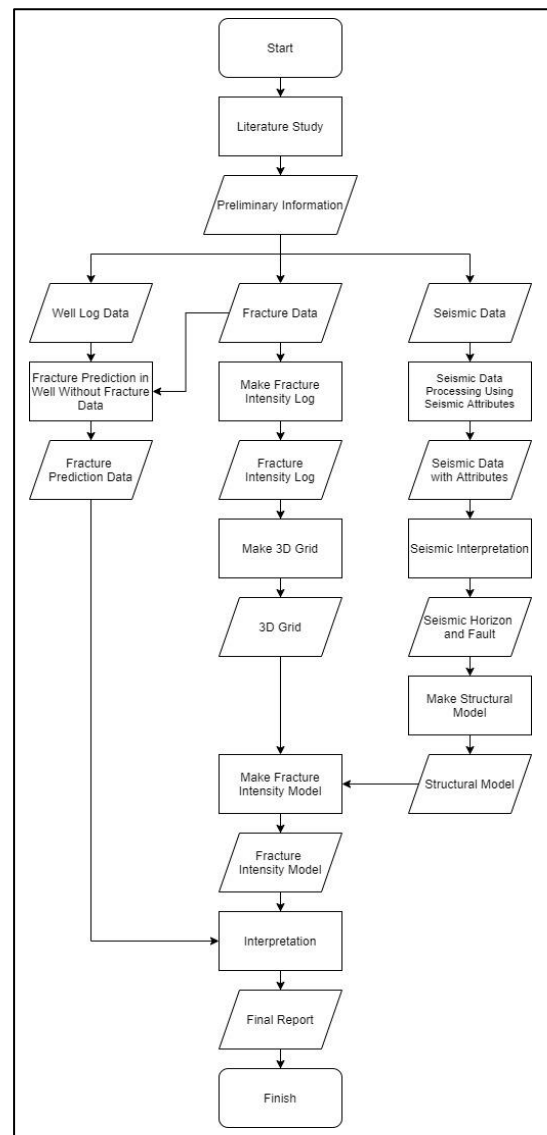 Start
Literature Study
Preliminary Information
Well Log Data
Fracture Data
Seismic Data
Fracture Prediction in
Well Without Fracture
Data
Make Fracture
Intensity Log
Seismic Data
Processing Using
Seismic Attributes
Fracture
Prediction Data
Fracture
Intensity Log
Seismic Data
with Attributes
Make 3D Grid
Seismic Interpretation
3D Grid
Seismic Horizon
and Fault
Make Structural
Model
Make Fracture
Intensity Model
Structural Model
Fracture
Intensity Model
Interpretation
Final Report
Finish